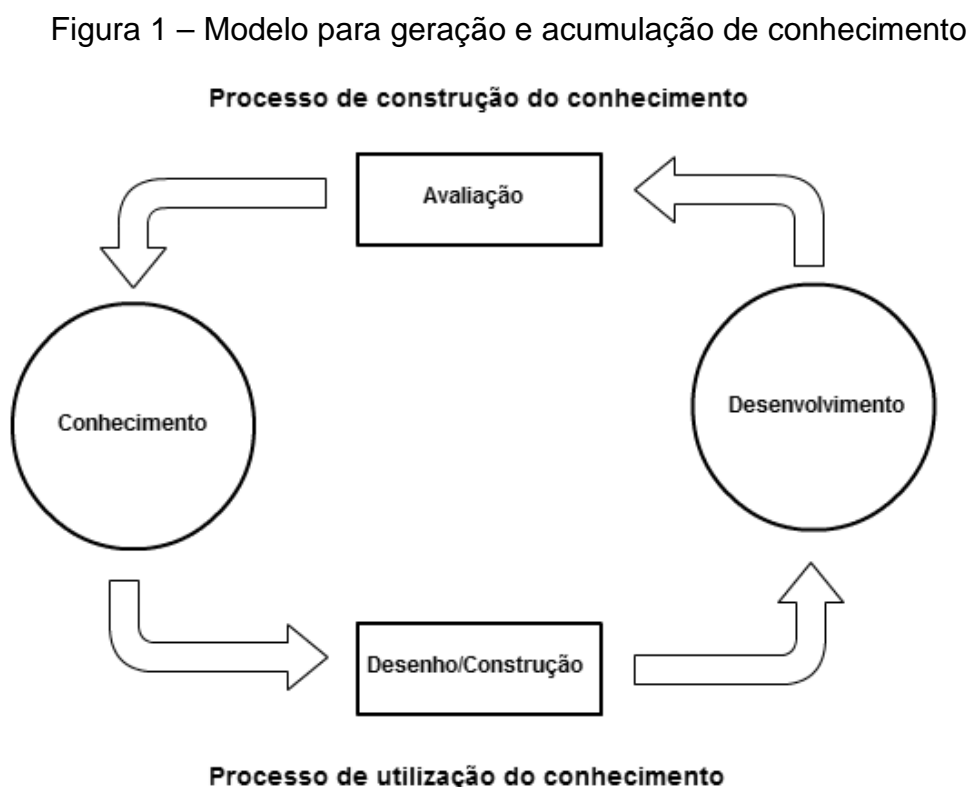 Figura 1 – Modelo para geração e acumulação de conhecimento
Processo de construção do conhecimento
Avaliação
Conhecimento
Desenvolvimento
Desenho/Construção
Processo de utilização do conhecimento